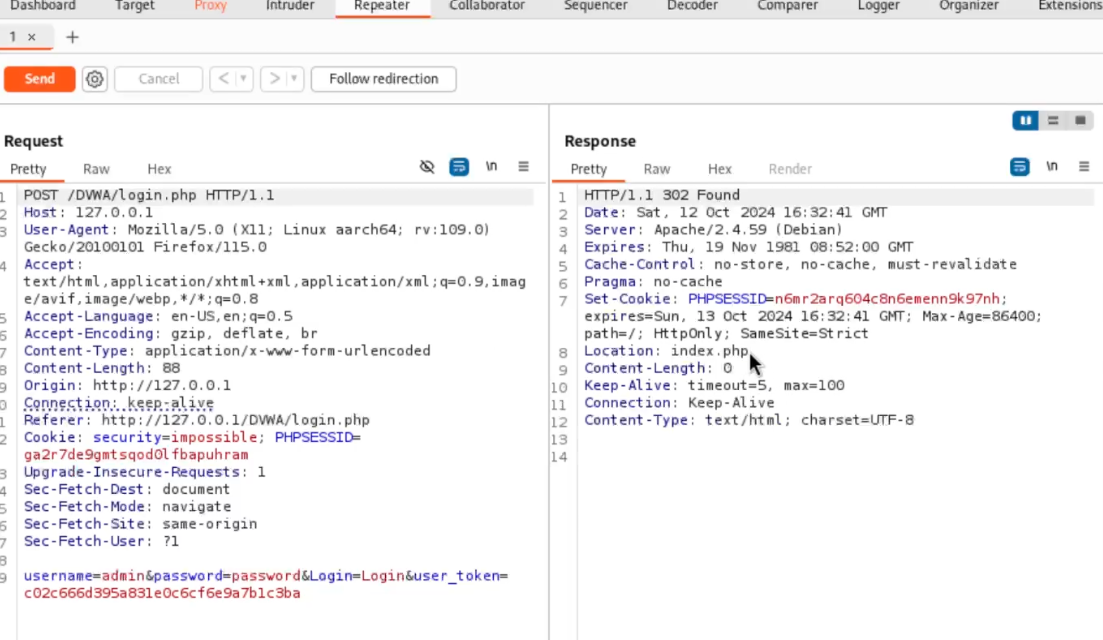 Dashboard Target Proxy Intruder Repeater Collaborator Sequencer Decoder Comparer Logger Organizer Extensions
1 × +
Send Cancel < > Follow redirection
Request
Pretty Raw Hex \n
1 POST /DVWA/login.php HTTP/1.1
2 Host: 127.0.0.1
3 User-Agent: Mozilla/5.0 (X11; Linux aarch64; rv:109.0)
Gecko/20100101 Firefox/115.0
4 Accept:
text/html,application/xhtml+xml,application/xml;q=0.9,imag
e/avif,image/webp,*/*;q=0.8
5 Accept-Language: en-US,en;q=0.5
6 Accept-Encoding: gzip, deflate, br
7 Content-Type: application/x-www-form-urlencoded
8 Content-Length: 88
9 Origin: http://127.0.0.1
0 Connection: keep-alive
1 Referer: http://127.0.0.1/DVWA/login.php
2 Cookie: security=impossible; PHPSESSID=
ga2r7de9gmtsqod0lfbapuhram
3 Upgrade-Insecure-Requests: 1
4 Sec-Fetch-Dest: document
5 Sec-Fetch-Mode: navigate
6 Sec-Fetch-Site: same-origin
7 Sec-Fetch-User: ?1
8
9 username=admin&password=password&Login=Login&user_token=
c02c666d395a831e0c6cf6e9a7b1c3ba
Response
Pretty Raw Hex Render \n
1 HTTP/1.1 302 Found
2 Date: Sat, 12 Oct 2024 16:32:41 GMT
3 Server: Apache/2.4.59 (Debian)
4 Expires: Thu, 19 Nov 1981 08:52:00 GMT
5 Cache-Control: no-store, no-cache, must-revalidate
6 Pragma: no-cache
7 Set-Cookie: PHPSESSID=n6mr2arq604c8n6emenn9k97nh;
expires=Sun, 13 Oct 2024 16:32:41 GMT; Max-Age=86400;
path=/; HttpOnly; SameSite=Strict
8 Location: index.php
9 Content-Length: 0
10 Keep-Alive: timeout=5, max=100
11 Connection: Keep-Alive
12 Content-Type: text/html; charset=UTF-8
13
14